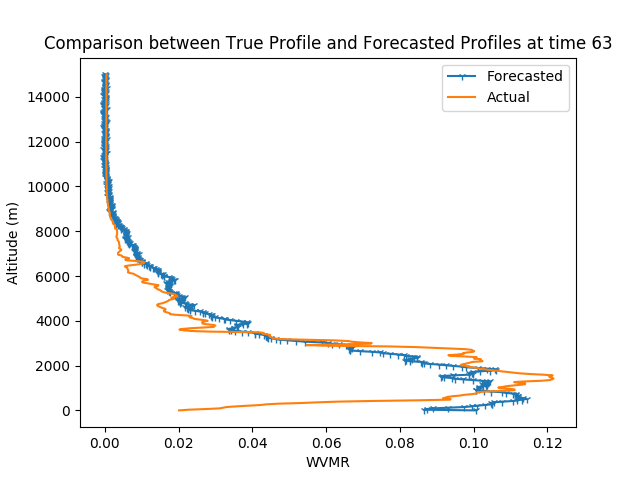 Comparison between True Profile and Forecasted Profiles at time 63
Forecasted
Actual
14000
12000
10000
8000
6000
4000
2000
0
Altitude (m)
0.00 0.02 0.04 0.06 0.08 0.10 0.12
WVMR